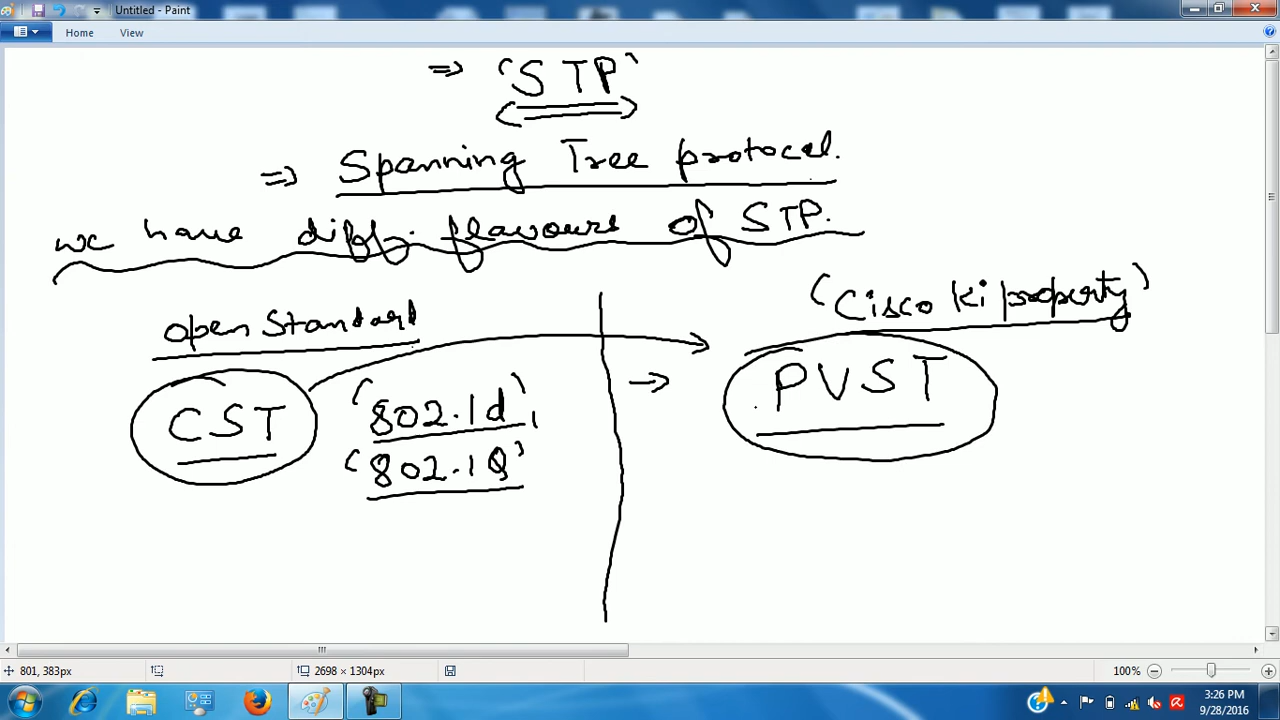 Untitled - Paint
Home View
⇒ 'STP'
⇒ Spanning Tree protocal.
we have diff. flavours of STP.
open Standard
(Cisco ki property)
CST
'802.1d',
'802.1Q'
→ PVST
801, 383px
2698 × 1304px
100%
3:26 PM
9/28/2016